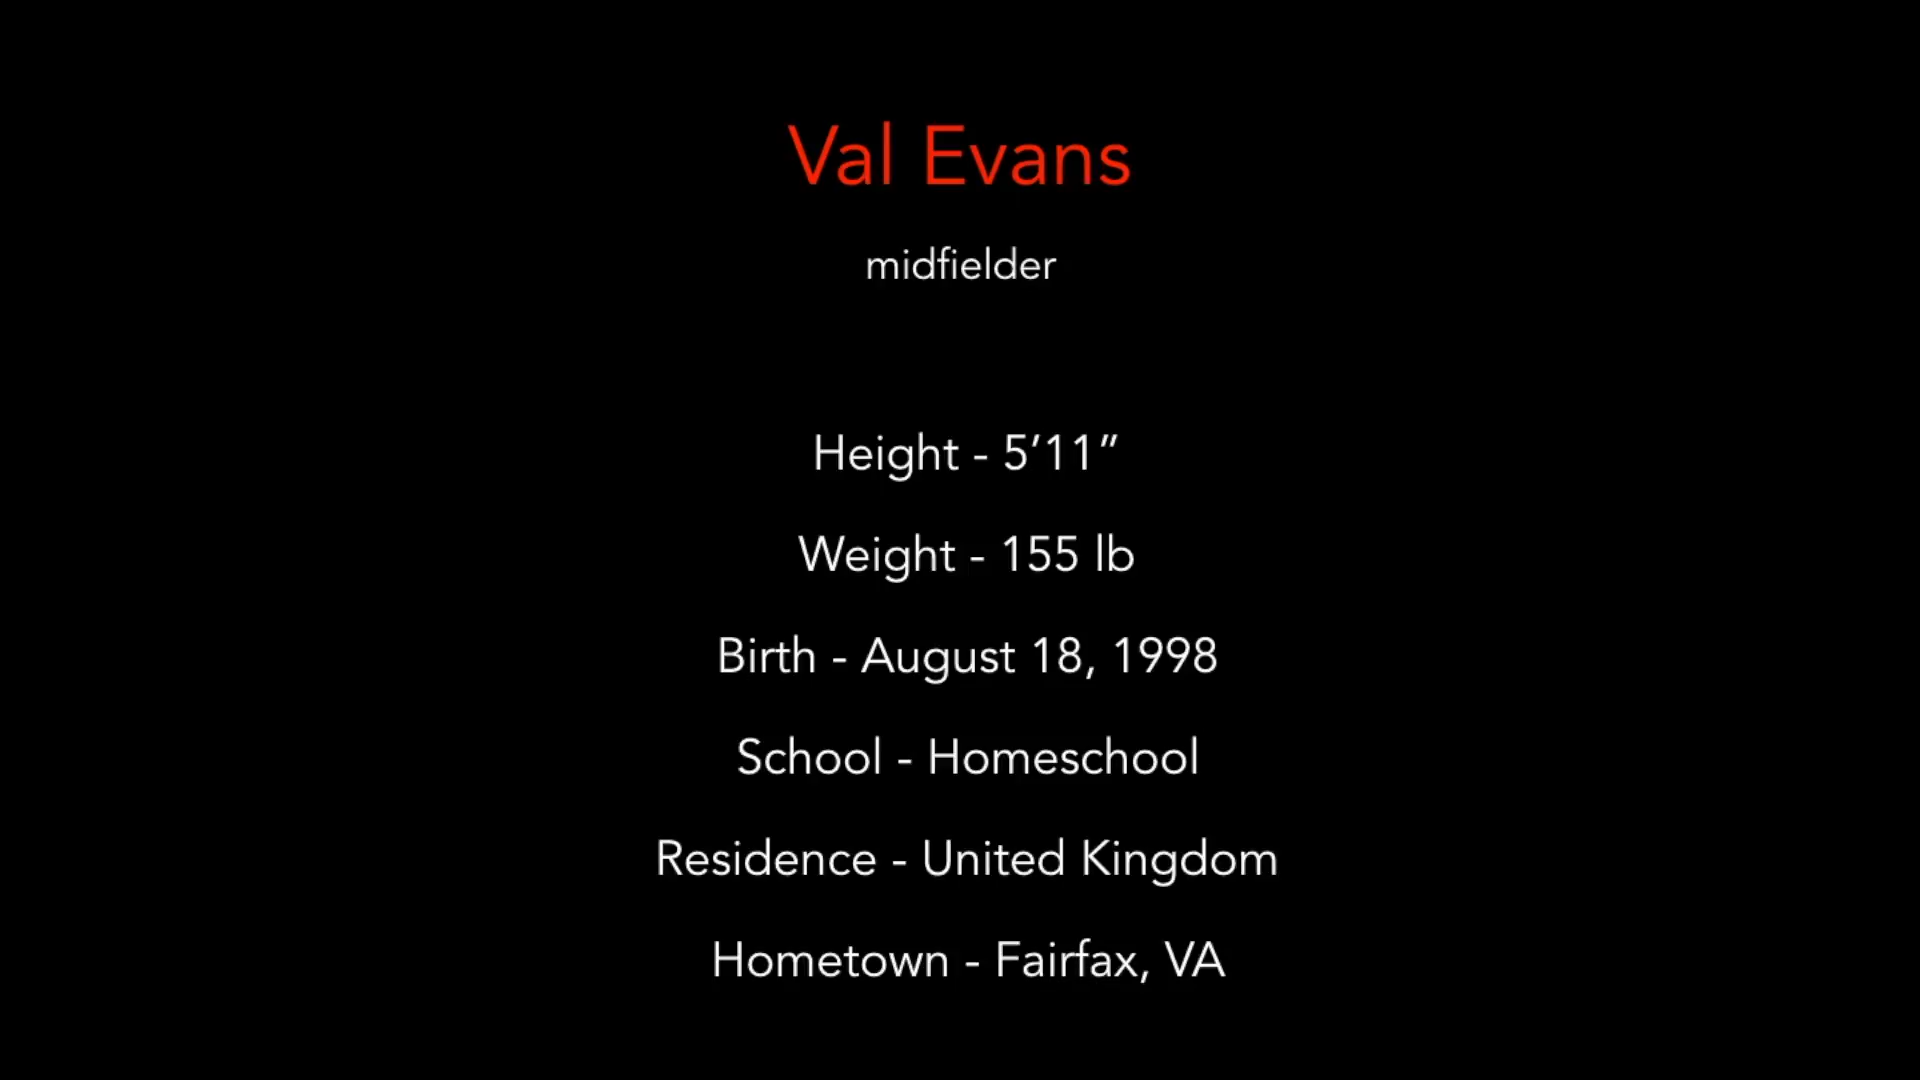 Val Evans
midfielder
Height - 5’11”
Weight - 155 lb
Birth - August 18, 1998
School - Homeschool
Residence - United Kingdom
Hometown - Fairfax, VA